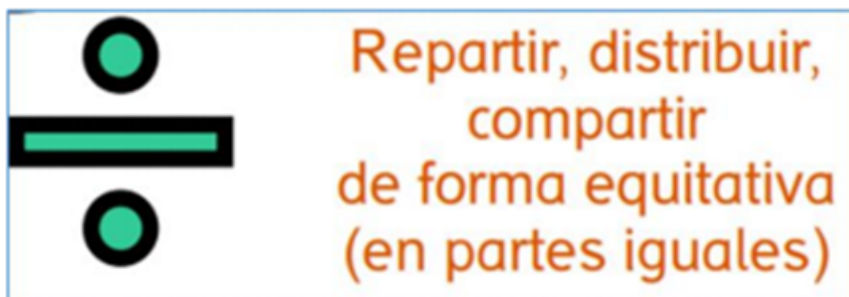 Repartir, distribuir,
compartir
de forma equitativa
(en partes iguales)